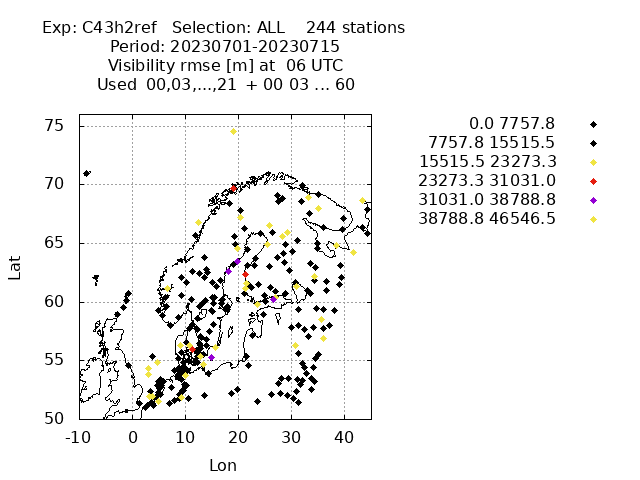 Exp: C43h2ref   Selection: ALL    244 stations
Period: 20230701-20230715
Visibility rmse [m] at  06 UTC
Used  00,03,...,21  + 00 03 ... 60
0.0 7757.8
7757.8 15515.5
15515.5 23273.3
23273.3 31031.0
31031.0 38788.8
38788.8 46546.5
75
70
65
60
55
50
Lat
-10 0 10 20 30 40
Lon